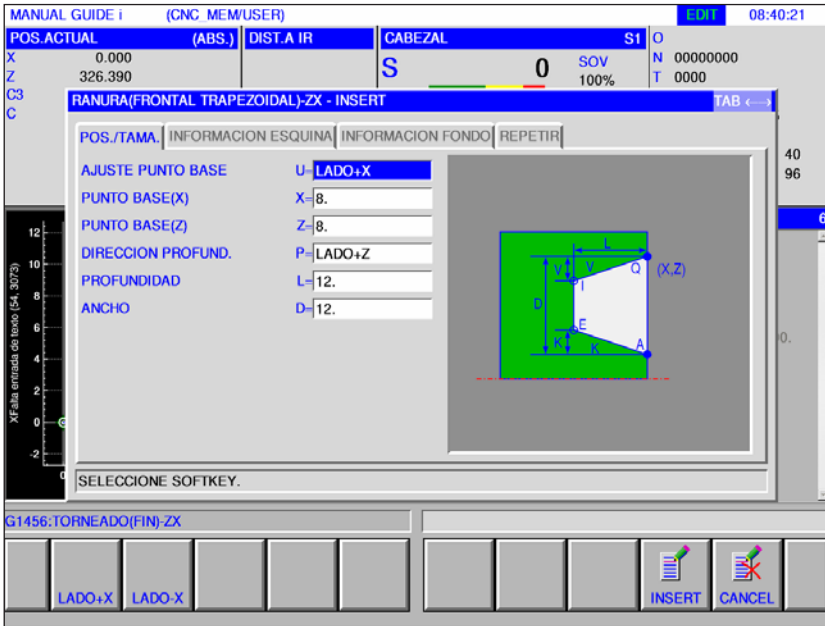 MANUAL GUIDE i (CNC_MEM/USER) EDIT 08:40:21
POS.ACTUAL (ABS.) DIST.A IR CABEZAL S1 O
X 0.000 S 0 SOV N 00000000
Z 326.390 100% T 0000
C3
C
RANURA(FRONTAL TRAPEZOIDAL)-ZX - INSERT TAB
POS./TAMA. INFORMACION ESQUINA INFORMACION FONDO REPETIR
AJUSTE PUNTO BASE U=LADO+X
PUNTO BASE(X) X=8.
PUNTO BASE(Z) Z=8.
DIRECCION PROFUND. P=LADO+Z
PROFUNDIDAD L=12.
ANCHO D=12.
L
V V Q (X,Z)
I
D
E
K K A
40
96
6
0.
12
10
8
6
4
2
0
-2
0
XFalta entrada de texto (54, 3073)
SELECCIONE SOFTKEY.
G1456:TORNEADO(FIN)-ZX
LADO+X LADO-X INSERT CANCEL